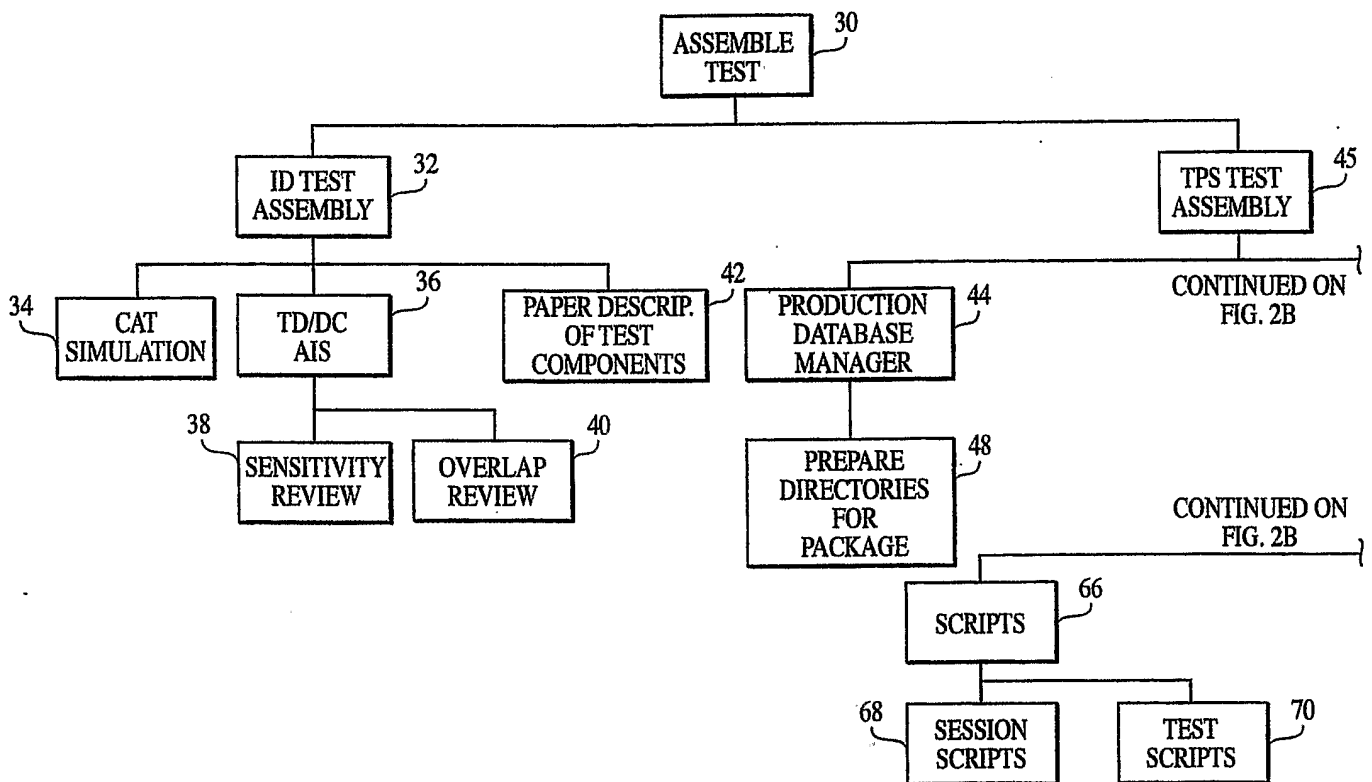 ASSEMBLE
TEST
30
ID TEST
ASSEMBLY
32
TPS TEST
ASSEMBLY
45
34
CAT
SIMULATION
TD/DC
AIS
36
PAPER DESCRIP.
OF TEST
COMPONENTS
42
PRODUCTION
DATABASE
MANAGER
44
CONTINUED ON
FIG. 2B
38
SENSITIVITY
REVIEW
OVERLAP
REVIEW
40
PREPARE
DIRECTORIES
FOR
PACKAGE
48
CONTINUED ON
FIG. 2B
SCRIPTS
66
68
SESSION
SCRIPTS
TEST
SCRIPTS
70